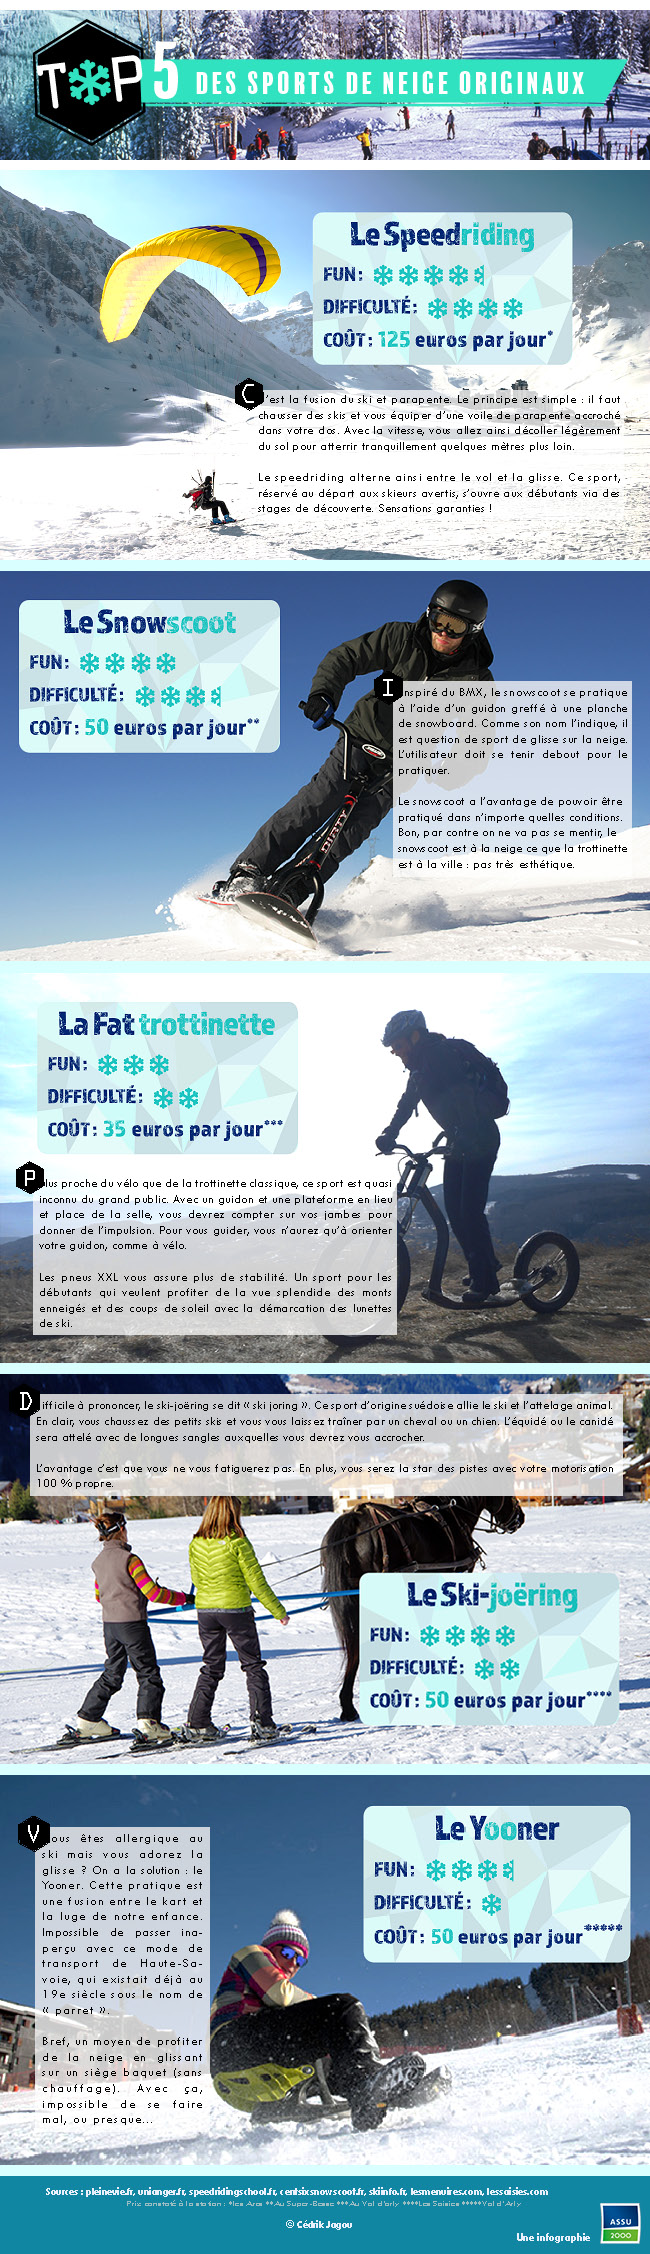 TOP 5 DES SPORTS DE NEIGE ORIGINAUX
Le Speedriding
FUN:
DIFFICULTÉ:
COÛT: 125 euros par jour*
C'est la fusion du ski et parapente. Le principe est simple : il faut
chausser des skis et vous équiper d'une voile de parapente accroché
dans votre dos. Avec la vitesse, vous allez ainsi décoller légèrement
du sol pour atterrir tranquillement quelques mètres plus loin.
Le speedriding alterne ainsi entre le vol et la glisse. Ce sport,
réservé au départ aux skieurs avertis, s'ouvre aux débutants via des
stages de découverte. Sensations garanties !
Le Snowscoot
FUN:
DIFFICULTÉ:
COÛT: 50 euros par jour**
Inspiré du BMX, le snowscoot se pratique
à l'aide d'un guidon greffé à une planche
de snowboard. Comme son nom l'indique, il
est question de sport de glisse sur la neige.
L'utilisateur doit se tenir debout pour le
pratiquer.
Le snowscoot a l'avantage de pouvoir être
pratiqué dans n'importe quelles conditions.
Bon, par contre on ne va pas se mentir, le
snowscoot est à la neige ce que la trottinette
est à la ville : pas très esthétique.
DIRTY
La Fat trottinette
FUN:
DIFFICULTÉ:
COÛT: 35 euros par jour***
Plus proche du vélo que de la trottinette classique, ce sport est quasi
inconnu du grand public. Avec un guidon et une plateforme en lieu
et place de la selle, vous devrez compter sur vos jambes pour
donner de l'impulsion. Pour vous guider, vous n'aurez qu'à orienter
votre guidon, comme à vélo.
Les pneus XXL vous assure plus de stabilité. Un sport pour les
débutants qui veulent profiter de la vue splendide des monts
enneigés et des coups de soleil avec la démarcation des lunettes
de ski.
Difficile à prononcer, le ski-joëring se dit « ski joring ». Ce sport d'origine suédoise allie le ski et l'attelage animal.
En clair, vous chaussez des petits skis et vous vous laissez traîner par un cheval ou un chien. L'équidé ou le canidé
sera attelé avec de longues sangles auxquelles vous devrez vous accrocher.
L'avantage c'est que vous ne vous fatiguerez pas. En plus, vous serez la star des pistes avec votre motorisation
100 % propre.
Le Ski-joëring
FUN:
DIFFICULTÉ:
COÛT: 50 euros par jour****
Le Yooner
FUN:
DIFFICULTÉ:
COÛT: 50 euros par jour*****
Vous êtes allergique au
ski mais vous adorez la
glisse ? On a la solution : le
Yooner. Cette pratique est
une fusion entre le kart et
la luge de notre enfance.
Impossible de passer ina-
perçu avec ce mode de
transport de Haute-Sa-
voie, qui existait déjà au
19e siècle sous le nom de
« parret ».
Bref, un moyen de profiter
de la neige en glissant
sur un siège baquet (sans
chauffage). Avec ça,
impossible de se faire
mal, ou presque...
Sources : pleinevie.fr, unianger.fr, speedridingschool.fr, centsixsnowscoot.fr, skiinfo.fr, lesmenuires.com, lessaisies.com
Prix constaté à la station : *Les Arcs **Au Super-Besse ***Au Val d'arly ****Les Saisies *****Val d'Arly
© Cédrik Jagou
Une infographie
ASSU
2000